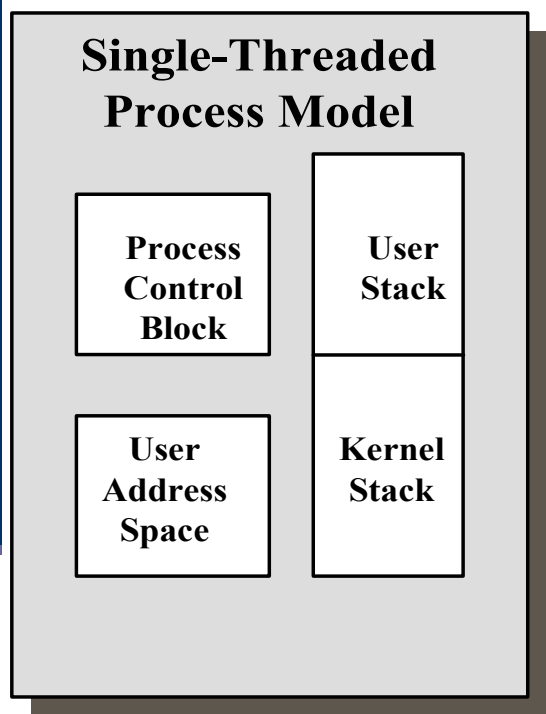 Single-Threaded
Process Model
Process
Control
Block
User
Stack
User
Address
Space
Kernel
Stack